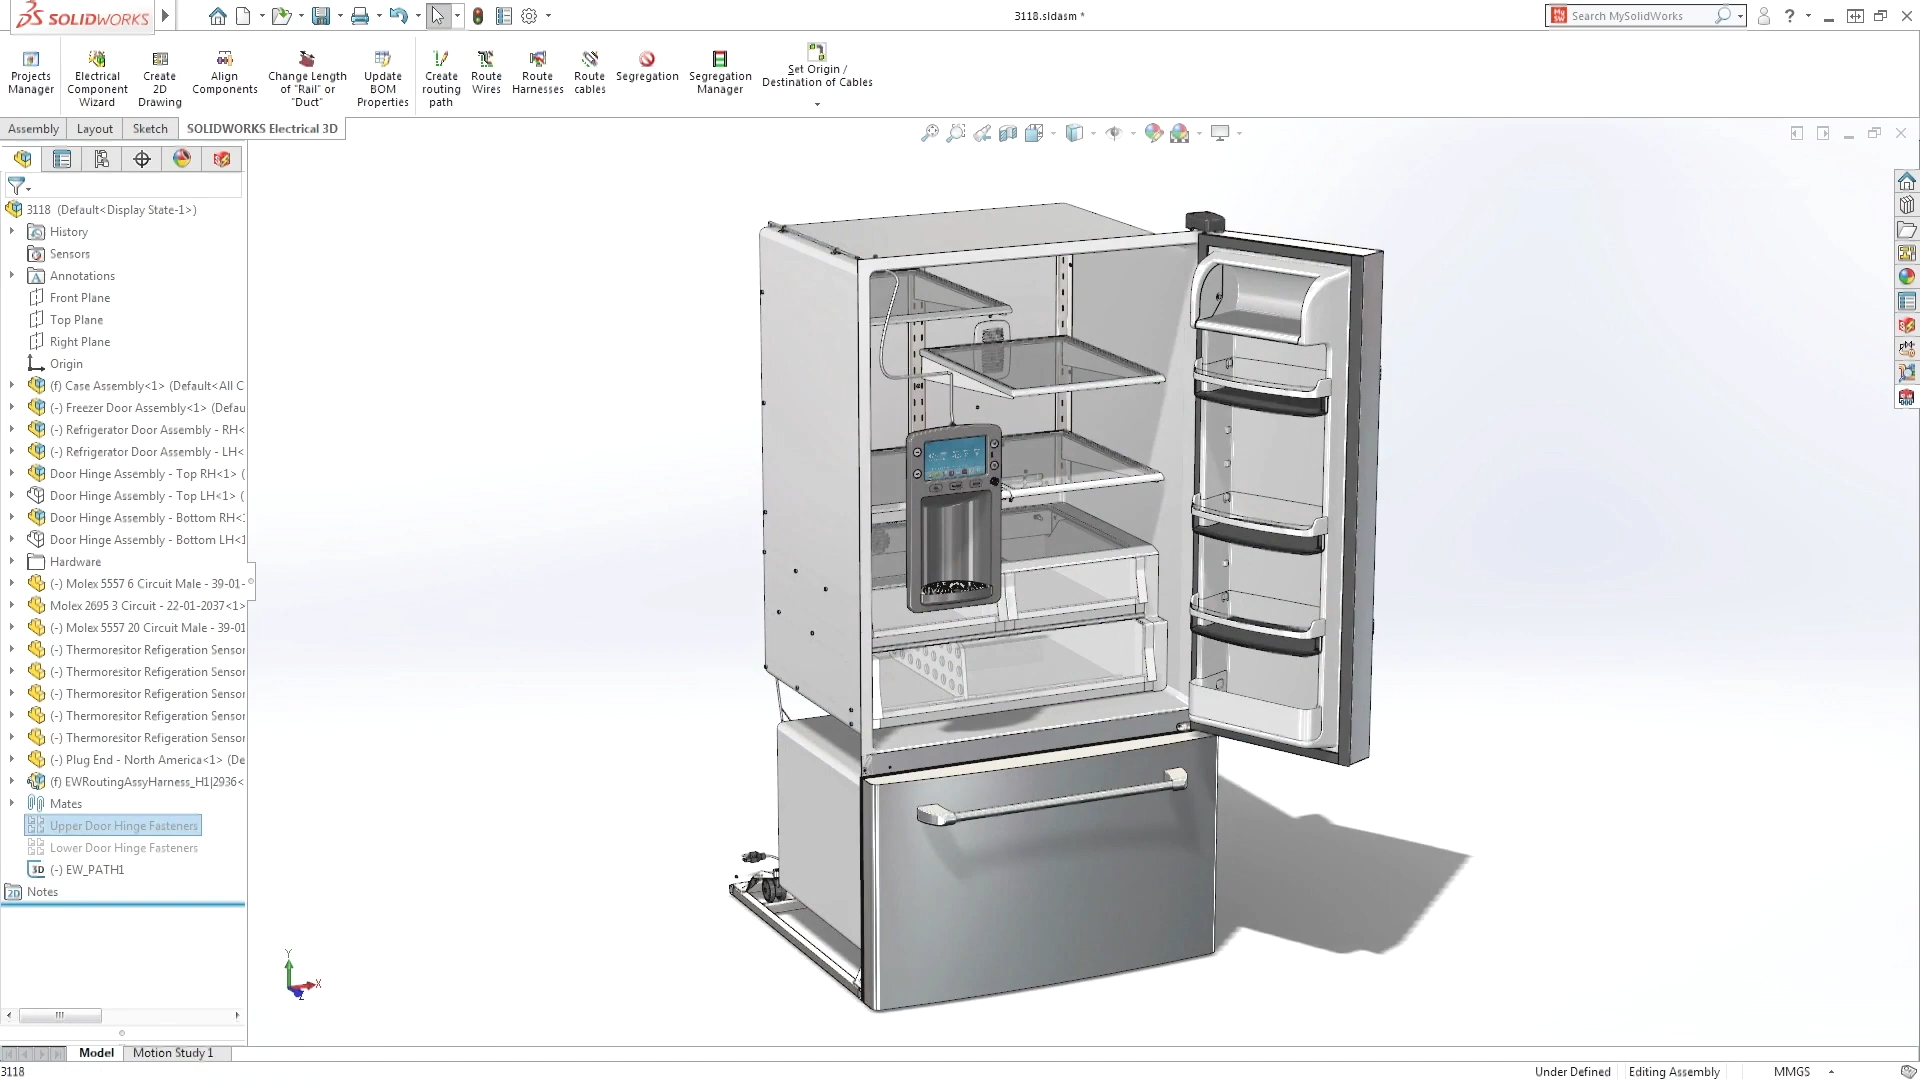 SOLIDWORKS
3118.sldasm *
Search MySolidWorks
Projects Manager
Electrical Component Wizard
Create 2D Drawing
Align Components
Change Length of "Rail" or "Duct"
Update BOM Properties
Create routing path
Route Wires
Route Harnesses
Route cables
Segregation
Segregation Manager
Set Origin / Destination of Cables
Assembly
Layout
Sketch
SOLIDWORKS Electrical 3D
3118 (Default<Display State-1>)
History
Sensors
Annotations
Front Plane
Top Plane
Right Plane
Origin
(f) Case Assembly<1> (Default<All C
(-) Freezer Door Assembly<1> (Defau
(-) Refrigerator Door Assembly - RH<
(-) Refrigerator Door Assembly - LH<
Door Hinge Assembly - Top RH<1> (
Door Hinge Assembly - Top LH<1> (
Door Hinge Assembly - Bottom RH<
Door Hinge Assembly - Bottom LH<1
Hardware
(-) Molex 5557 6 Circuit Male - 39-01-
Molex 2695 3 Circuit - 22-01-2037<1>
(-) Molex 5557 20 Circuit Male - 39-01
(-) Thermoresitor Refigeration Sensor
(-) Thermoresitor Refigeration Sensor
(-) Thermoresitor Refigeration Sensor
(-) Thermoresitor Refigeration Sensor
(-) Thermoresitor Refigeration Sensor
(-) Plug End - North America<1> (De
(f) EWRoutingAssyHarness_H1|2936<
Mates
Upper Door Hinge Fasteners
Lower Door Hinge Fasteners
3D (-) EW_PATH1
2D Notes
Y
X
Z
Model
Motion Study 1
3118
Under Defined
Editing Assembly
MMGS